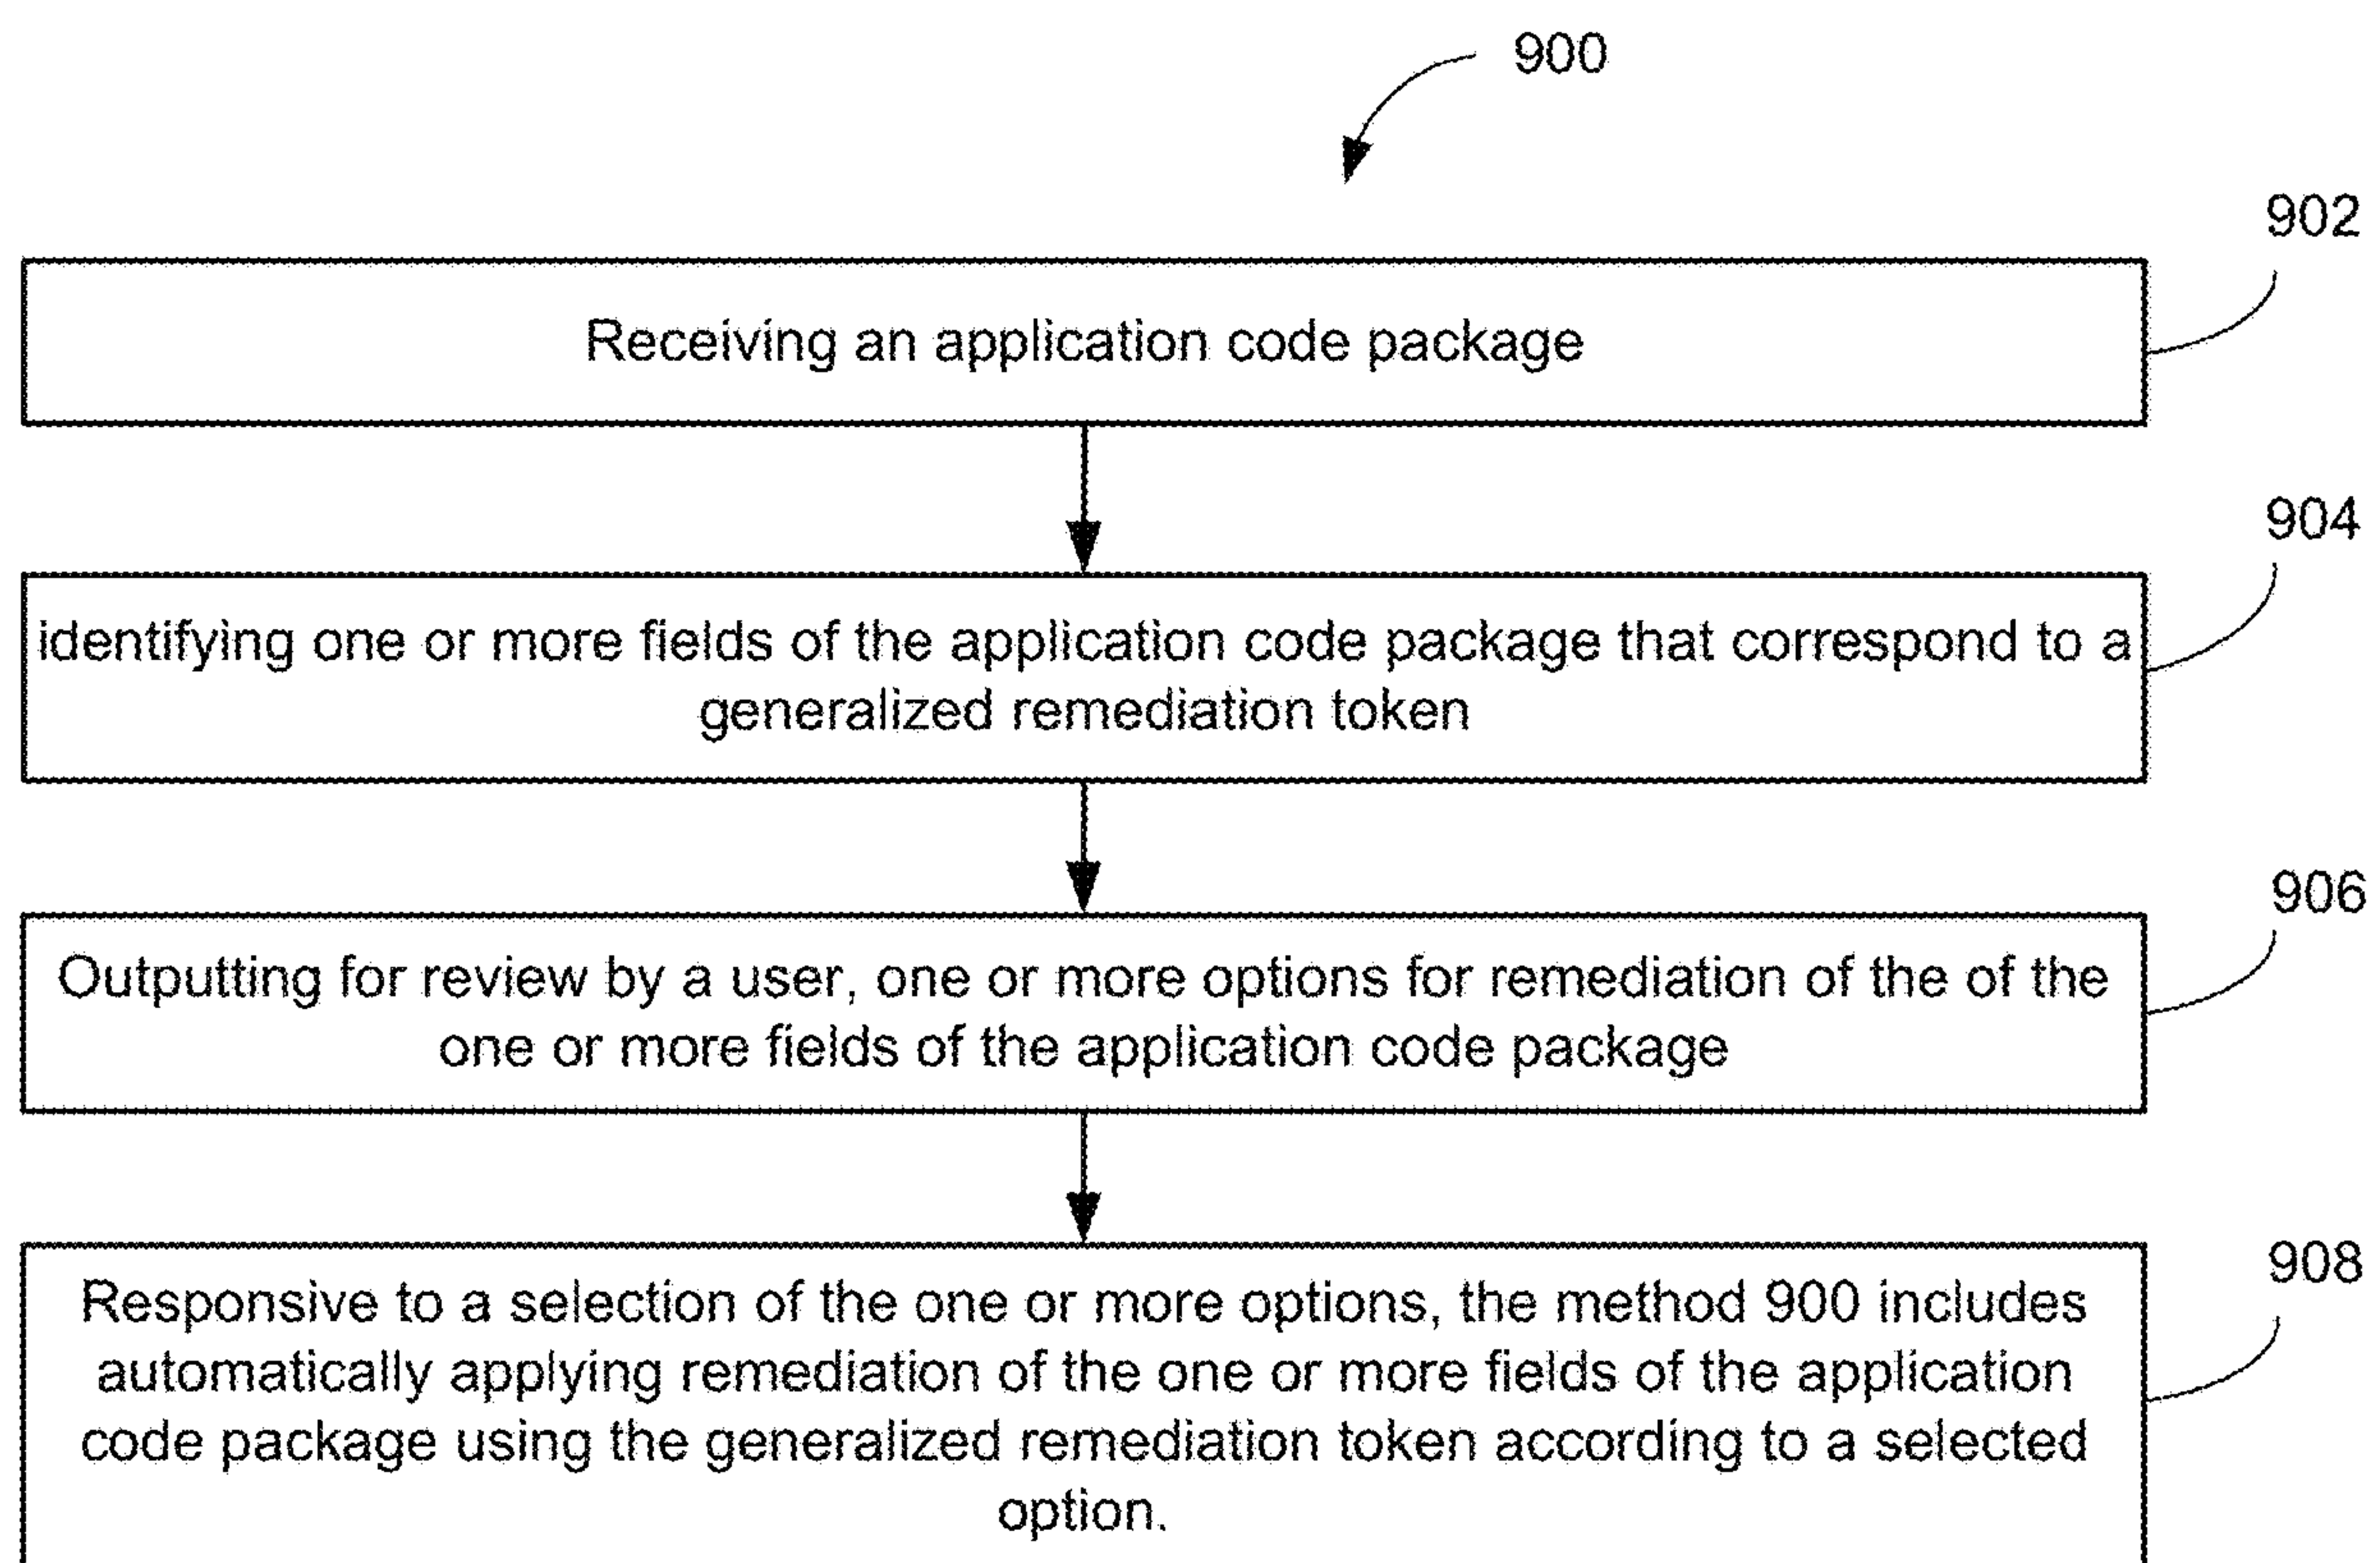 900
902
Receiving an application code package
904
identifying one or more fields of the application code package that correspond to a
generalized remediation token
906
Outputting for review by a user, one or more options for remediation of the of the
one or more fields of the application code package
908
Responsive to a selection of the one or more options, the method 900 includes
automatically applying remediation of the one or more fields of the application
code package using the generalized remediation token according to a selected
option.